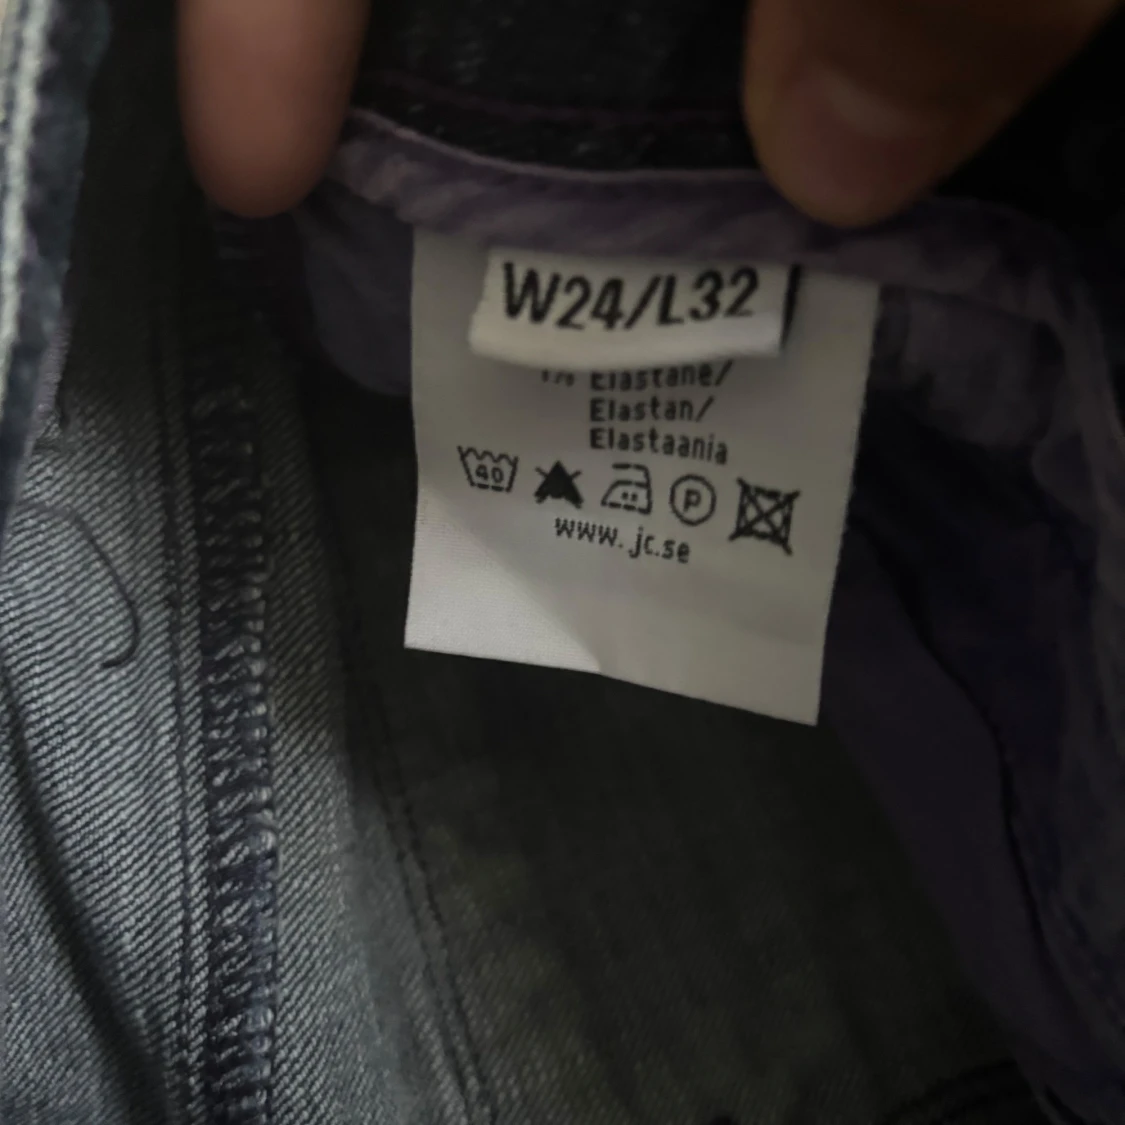 W24/L32
Elastane/
Elastan/
Elastaania
40
P
www.jc.se